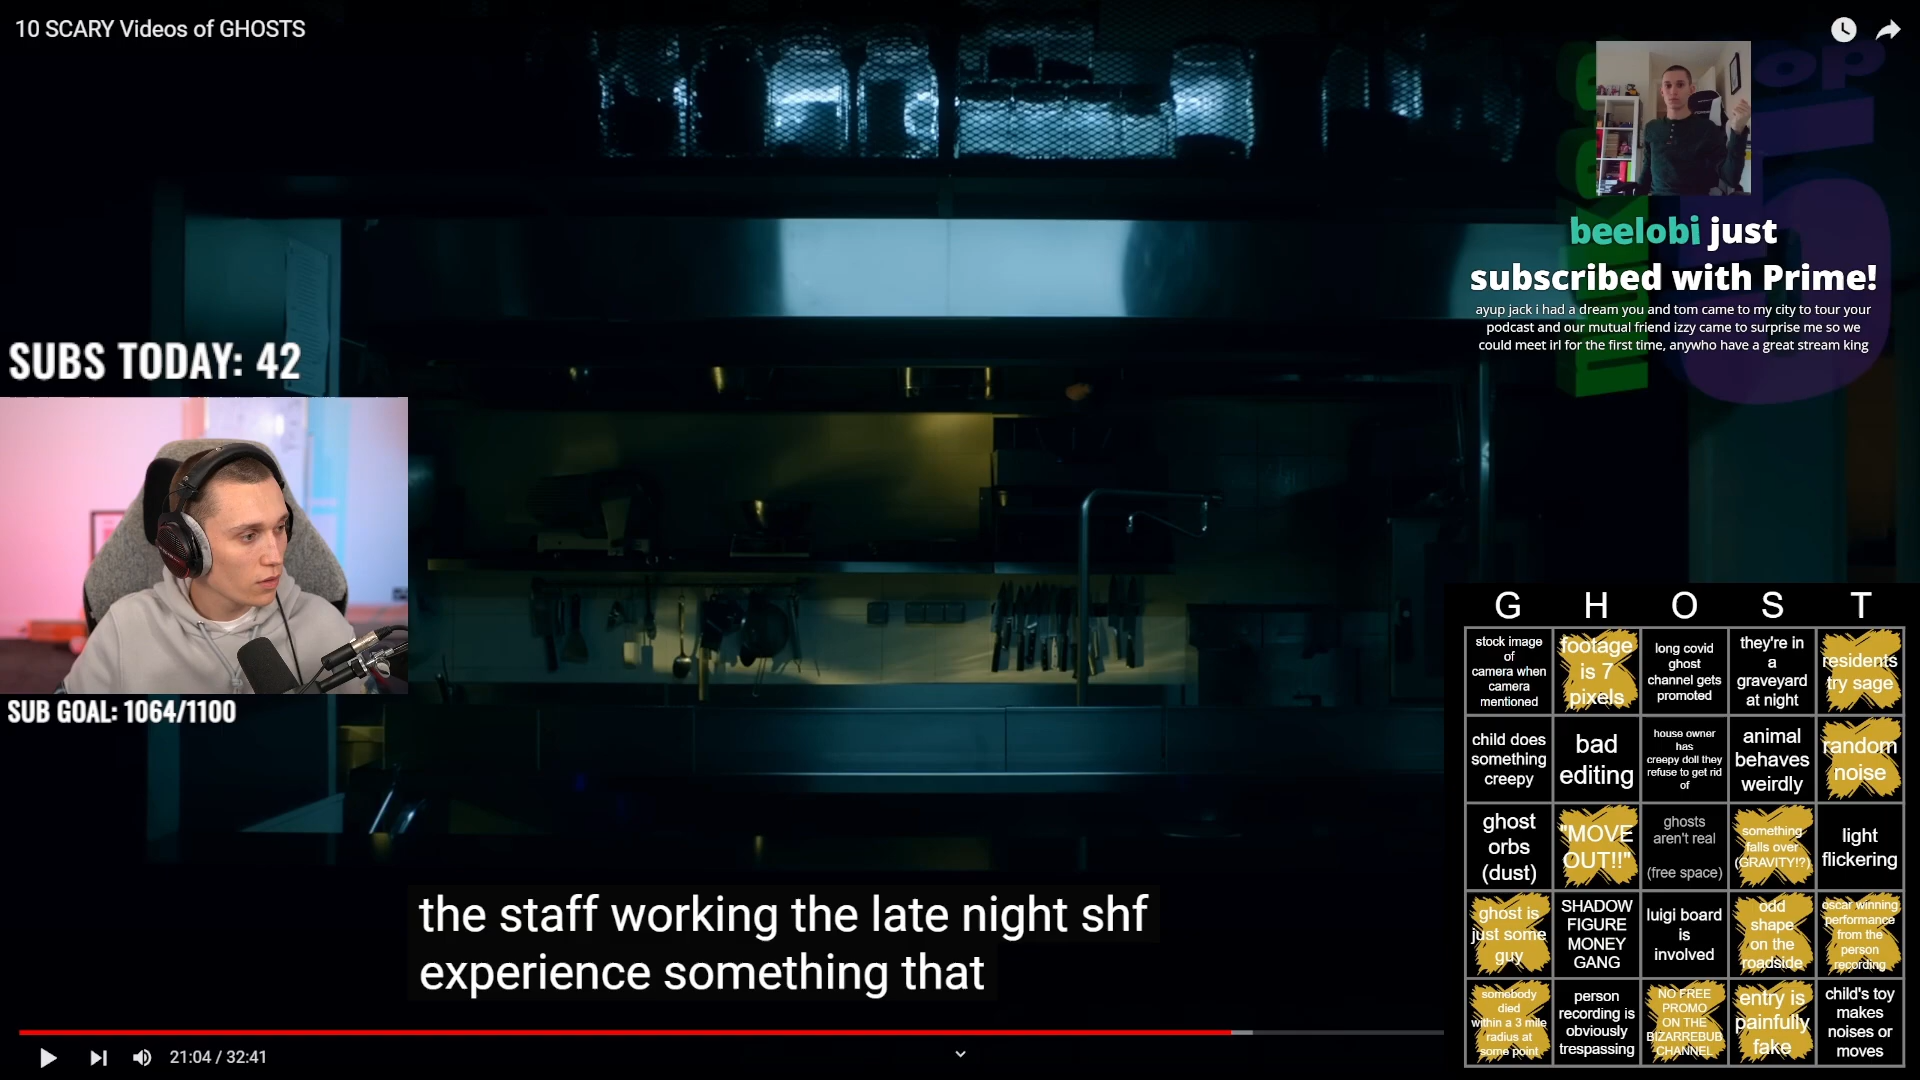 10 SCARY Videos of GHOSTS
beelobi just
subscribed with Prime!
ayup jack i had a dream you and tom came to my city to tour your
podcast and our mutual friend izzy came to surprise me so we
could meet irl for the first time, anywho have a great stream king
SUBS TODAY: 42
SUB GOAL: 1064/1100
the staff working the late night shf
experience something that
21:04 / 32:41
G H O S T
stock image
of
camera when
camera
mentioned
footage
is 7
pixels
long covid
ghost
channel gets
promoted
they're in
a
graveyard
at night
residents
try sage
child does
something
creepy
bad
editing
house owner
has
creepy doll they
refuse to get rid
of
animal
behaves
weirdly
random
noise
ghost
orbs
(dust)
"MOVE
OUT!!"
ghosts
aren't real
(free space)
something
falls over
(GRAVITY!?)
light
flickering
ghost is
just some
guy
SHADOW
FIGURE
MONEY
GANG
luigi board
is
involved
odd
shape
on the
roadside
oscar winning
performance
from the
person
recording
somebody
died
within a 3 mile
radius at
some point
person
recording is
obviously
trespassing
NO FREE
PROMO
ON THE
BIZARREBUB
CHANNEL
entry is
painfully
fake
child's toy
makes
noises or
moves